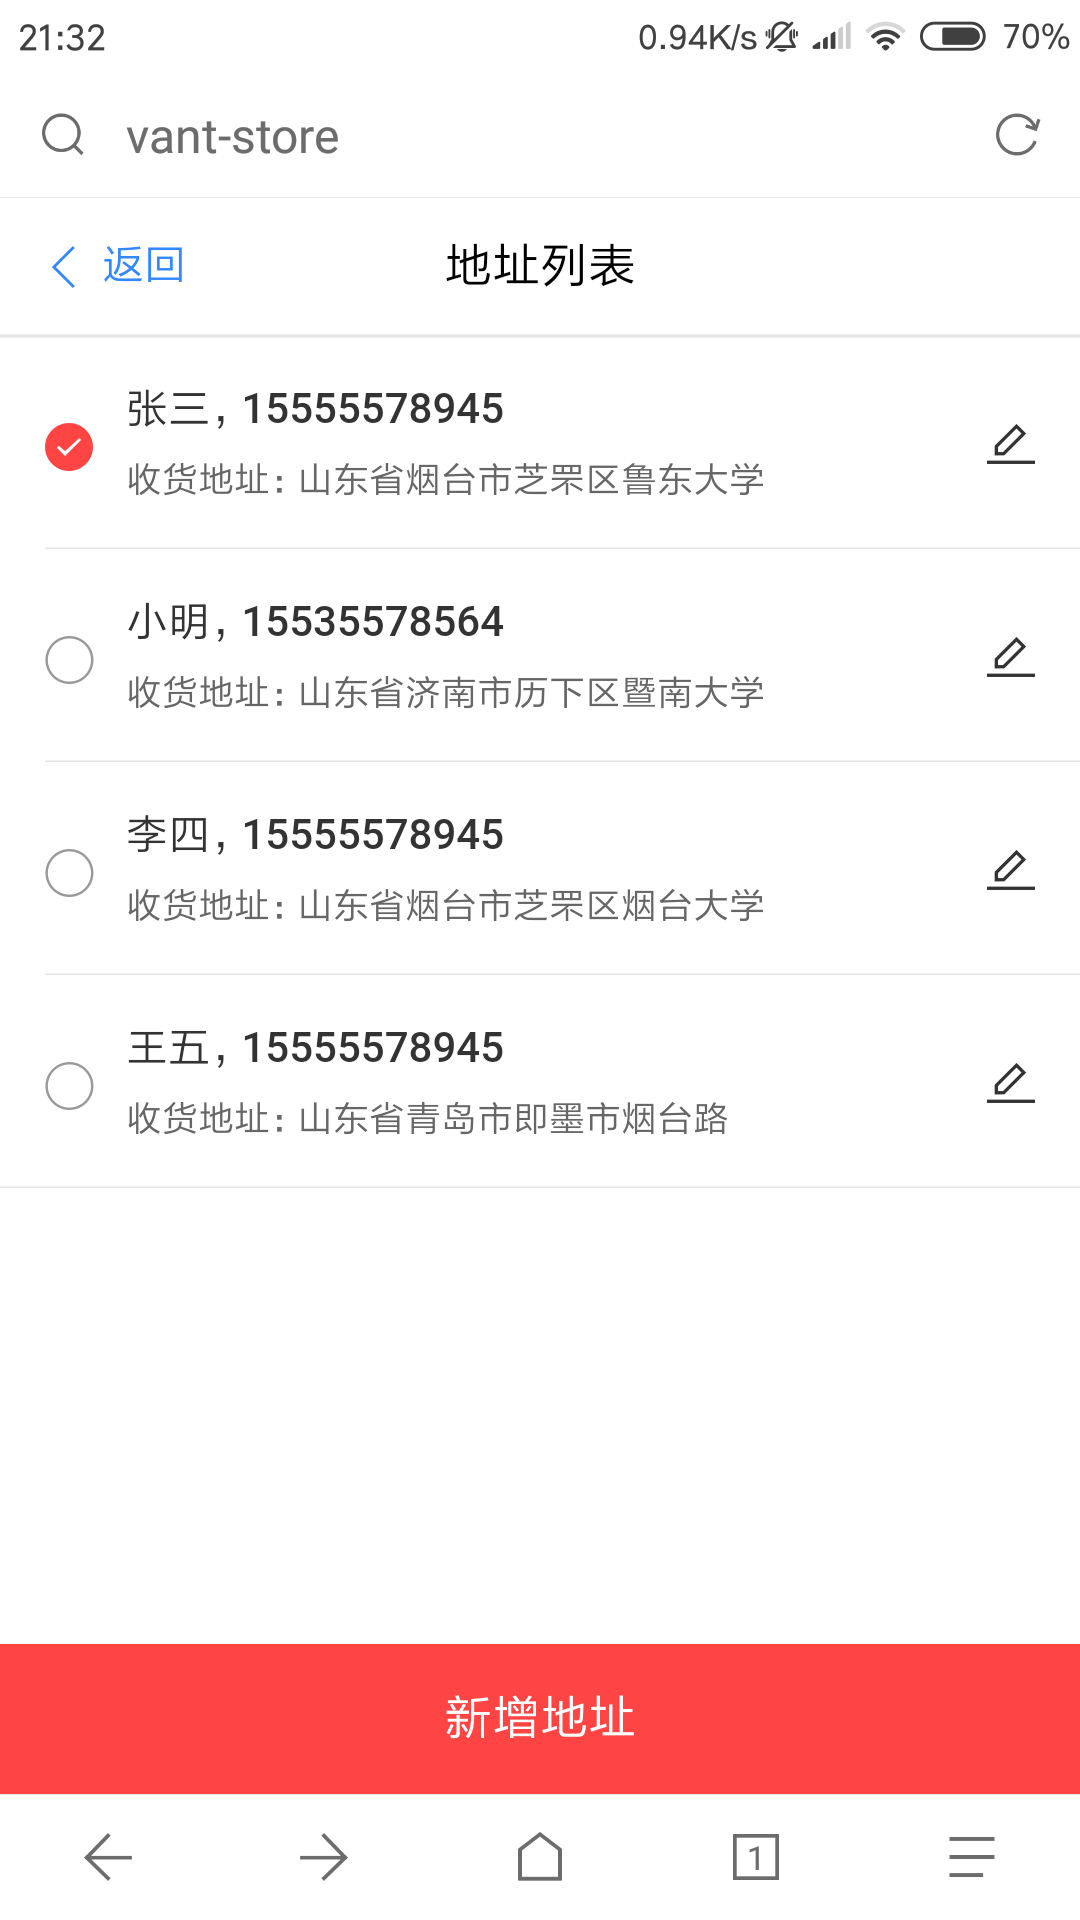 21:32 0.94K/s 70%
vant-store
返回 地址列表
张三，15555578945
收货地址：山东省烟台市芝罘区鲁东大学
小明，15535578564
收货地址：山东省济南市历下区暨南大学
李四，15555578945
收货地址：山东省烟台市芝罘区烟台大学
王五，15555578945
收货地址：山东省青岛市即墨市烟台路
新增地址
1